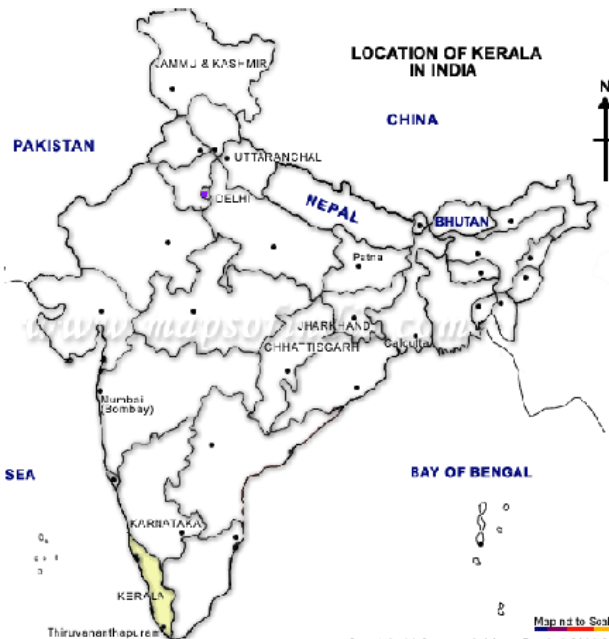 LOCATION OF KERALA
IN INDIA
N
JAMMU & KASHMIR
CHINA
PAKISTAN
UTTARANCHAL
DELHI
NEPAL
BHUTAN
Patna
JHARKHAND
CHHATTISGARH
Calcutta
Mumbai
(Bombay)
SEA
BAY OF BENGAL
KARNATAKA
KERALA
Thiruvananthapuram
Map not to Scale